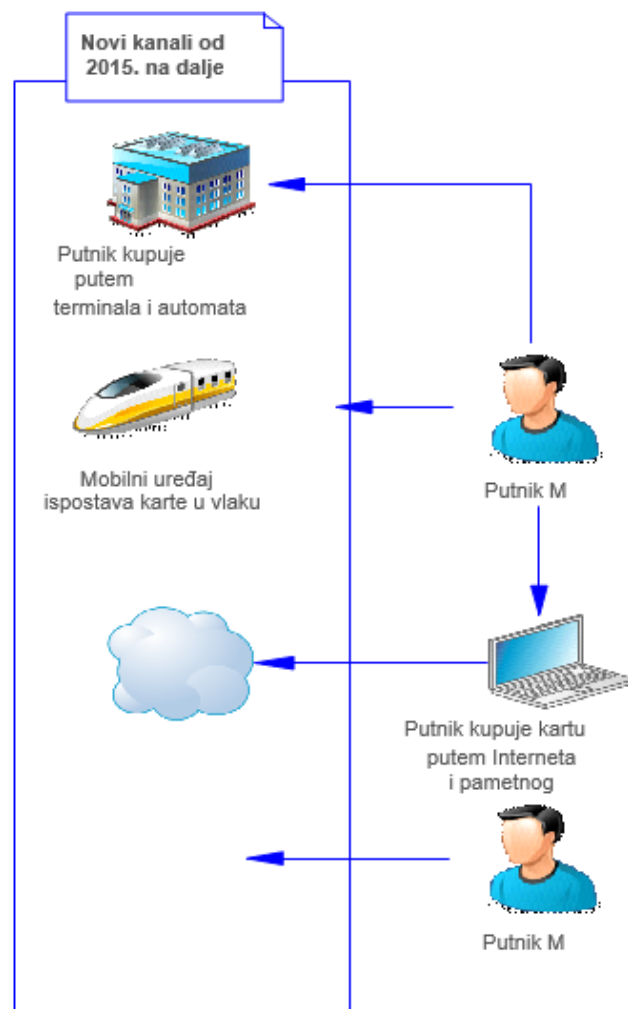 Novi kanali od
2015. na dalje
Putnik kupuje
putem
terminala i automata
Mobilni uređaj
ispostava karte u vlaku
Putnik M
Putnik kupuje kartu
putem Interneta
i pametnog
Putnik M